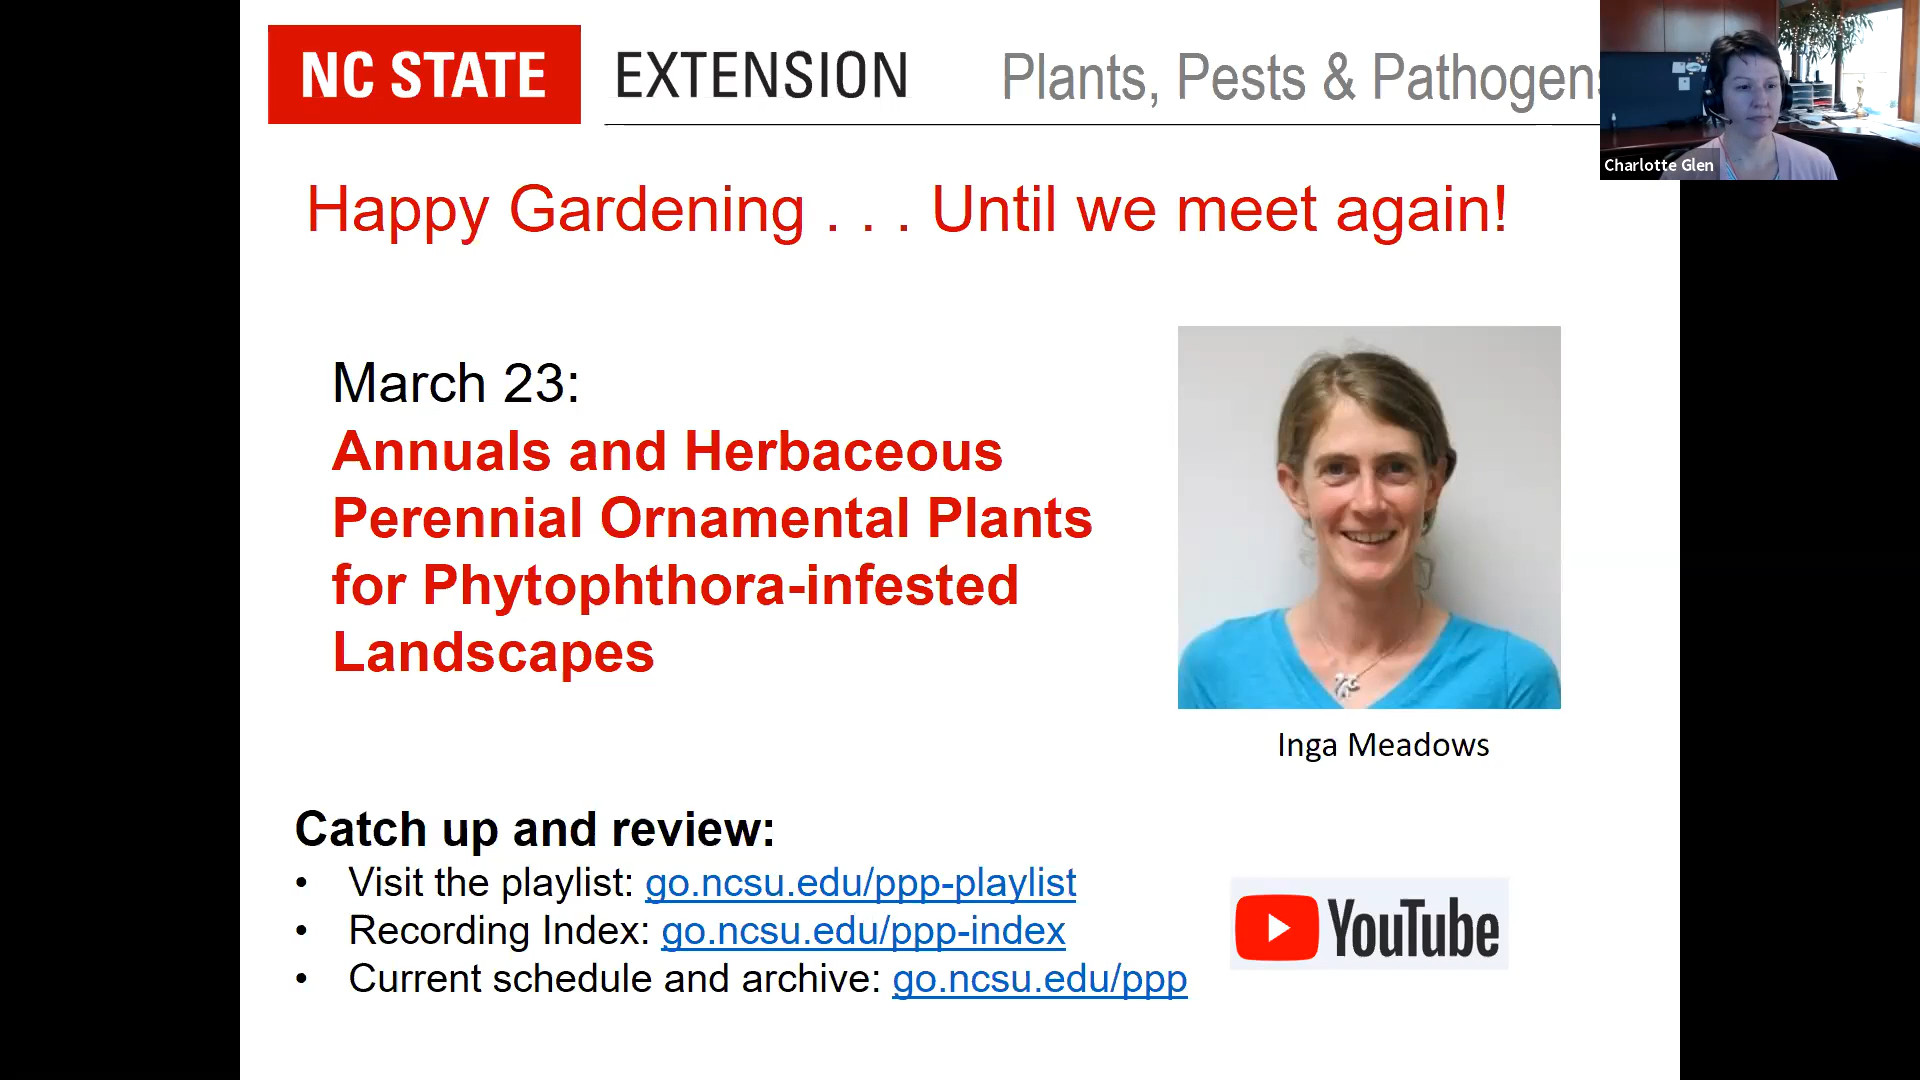 NC STATE EXTENSION Plants, Pests & Pathogens
Charlotte Glen
Happy Gardening . . . Until we meet again!
March 23:
Annuals and Herbaceous
Perennial Ornamental Plants
for Phytophthora-infested
Landscapes
Inga Meadows
Catch up and review:
• Visit the playlist: go.ncsu.edu/ppp-playlist
• Recording Index: go.ncsu.edu/ppp-index
• Current schedule and archive: go.ncsu.edu/ppp
YouTube